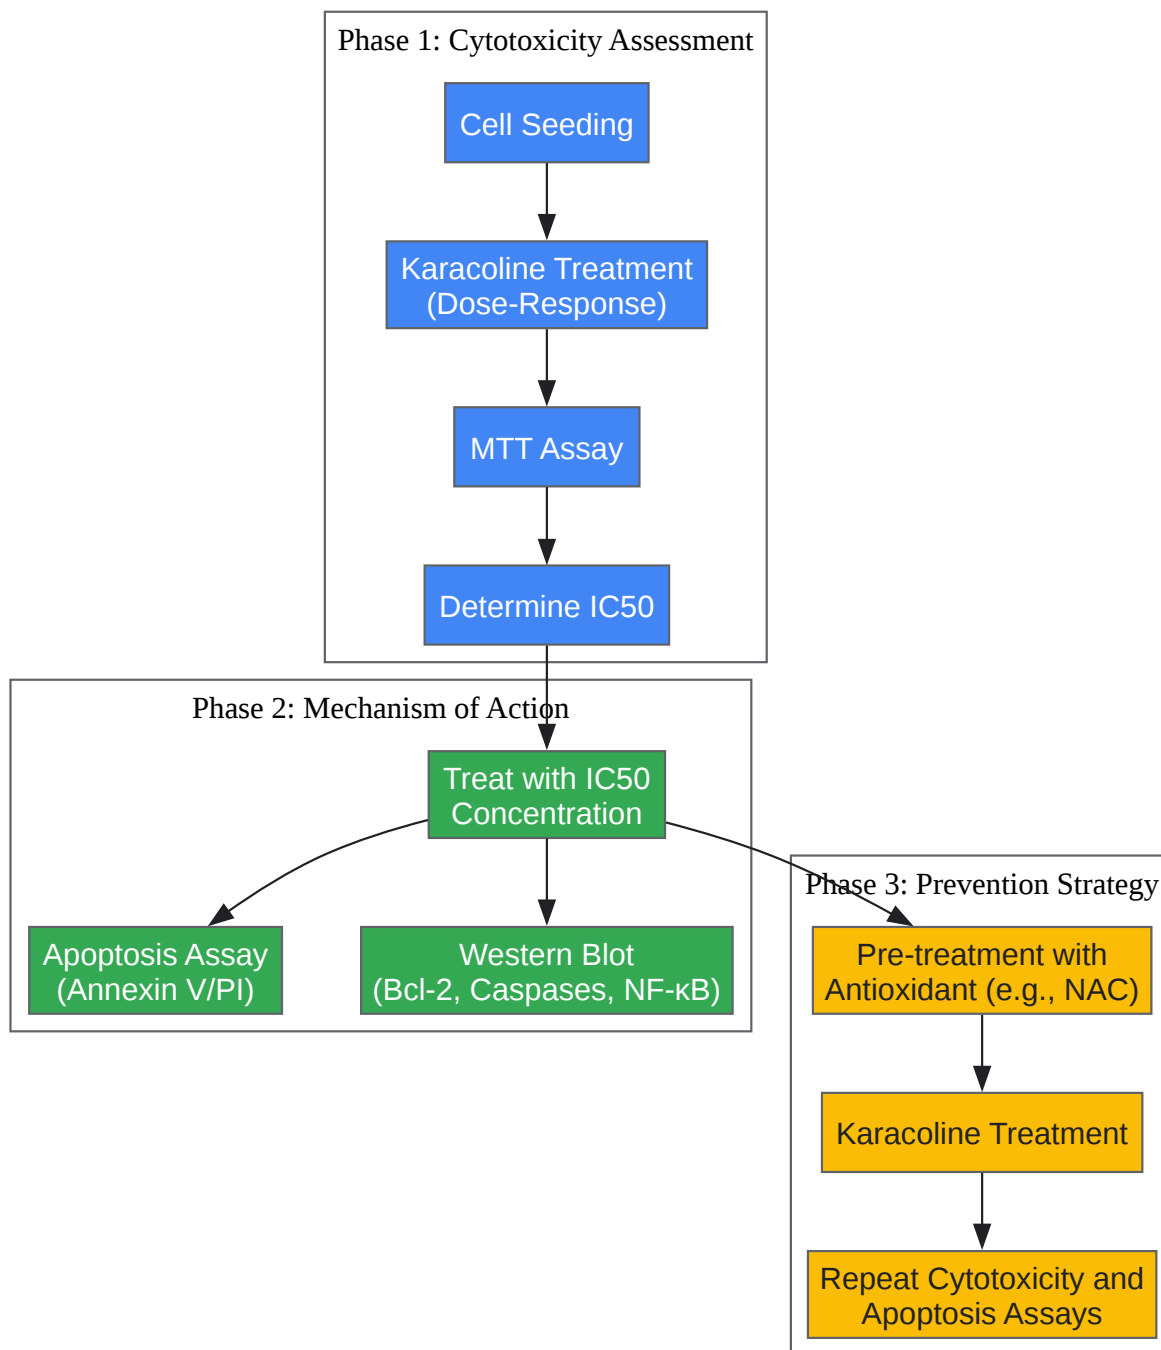 Phase 1: Cytotoxicity Assessment
Cell Seeding
Karacoline Treatment
(Dose-Response)
MTT Assay
Determine IC50
Phase 2: Mechanism of Action
Treat with IC50
Concentration
Apoptosis Assay
(Annexin V/PI)
Western Blot
(Bcl-2, Caspases, NF-κB)
Phase 3: Prevention Strategy
Pre-treatment with
Antioxidant (e.g., NAC)
Karacoline Treatment
Repeat Cytotoxicity and
Apoptosis Assays